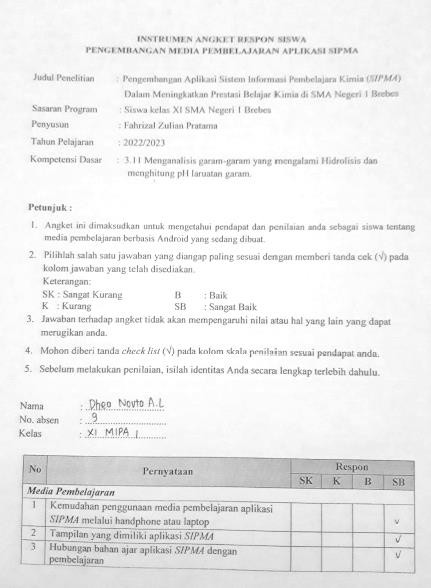 INSTRUMEN ANGKET RESPON SISWA
PENGEMBANGAN MEDIA PEMBELAJARAN APLIKASI SIPMA
Judul Penelitian : Pengembangan Aplikasi Sistem Informasi Pembelajara Kimia (SIPMA)
Dalam Meningkatkan Prestasi Belajar Kimia di SMA Negeri 1 Brebes
Sasaran Program : Siswa kelas XI SMA Negeri 1 Brebes
Penyusun : Fahrizal Zulian Pratama
Tahun Pelajaran : 2022/2023
Kompetensi Dasar : 3.11 Menganalisis garam-garam yang mengalami Hidrolisis dan
menghitung pH laruatan garam.
Petunjuk :
1. Angket ini dimaksudkan untuk mengetahui pendapat dan penilaian anda sebagai siswa tentang
media pembelajaran berbasis Android yang sedang dibuat.
2. Pilihlah salah satu jawaban yang diangap paling sesuai dengan memberi tanda cek (√) pada
kolom jawaban yang telah disediakan.
Keterangan:
SK : Sangat Kurang B : Baik
K : Kurang SB : Sangat Baik
3. Jawaban terhadap angket tidak akan mempengaruhi nilai atau hal yang lain yang dapat
merugikan anda.
4. Mohon diberi tanda check list (√) pada kolom skala penilaian sesuai pendapat anda.
5. Sebelum melakukan penilaian, isilah identitas Anda secara lengkap terlebih dahulu.
Nama : Dhea Novto A.L
No. absen : 9
Kelas : XI MIPA 1
No Pernyataan Respon
SK K B SB
Media Pembelajaran
1 Kemudahan penggunaan media pembelajaran aplikasi
SIPMA melalui handphone atau laptop √
2 Tampilan yang dimiliki aplikasi SIPMA √
3 Hubungan bahan ajar aplikasi SIPMA dengan √
pembelajaran